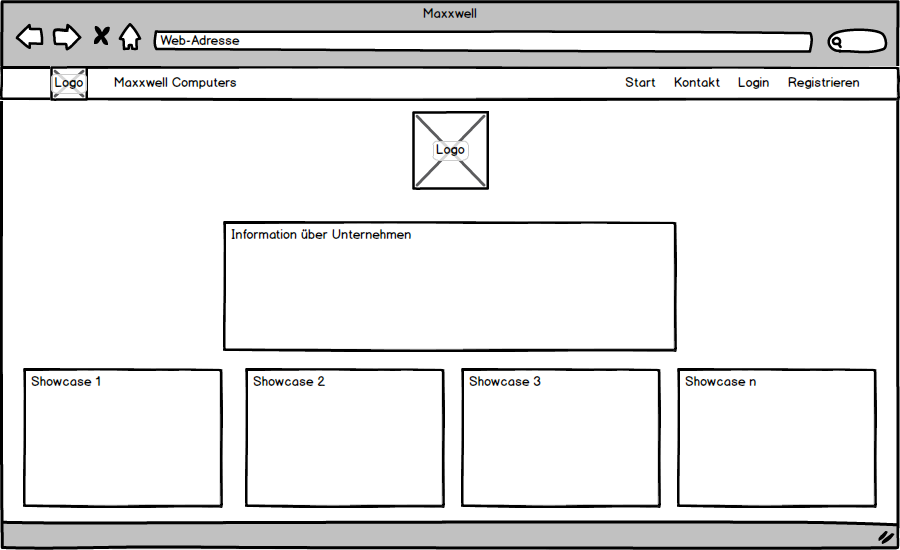 Maxxwell
Web-Adresse
Logo Maxxwell Computers Start Kontakt Login Registrieren
Logo
Information über Unternehmen
Showcase 1 Showcase 2 Showcase 3 Showcase n